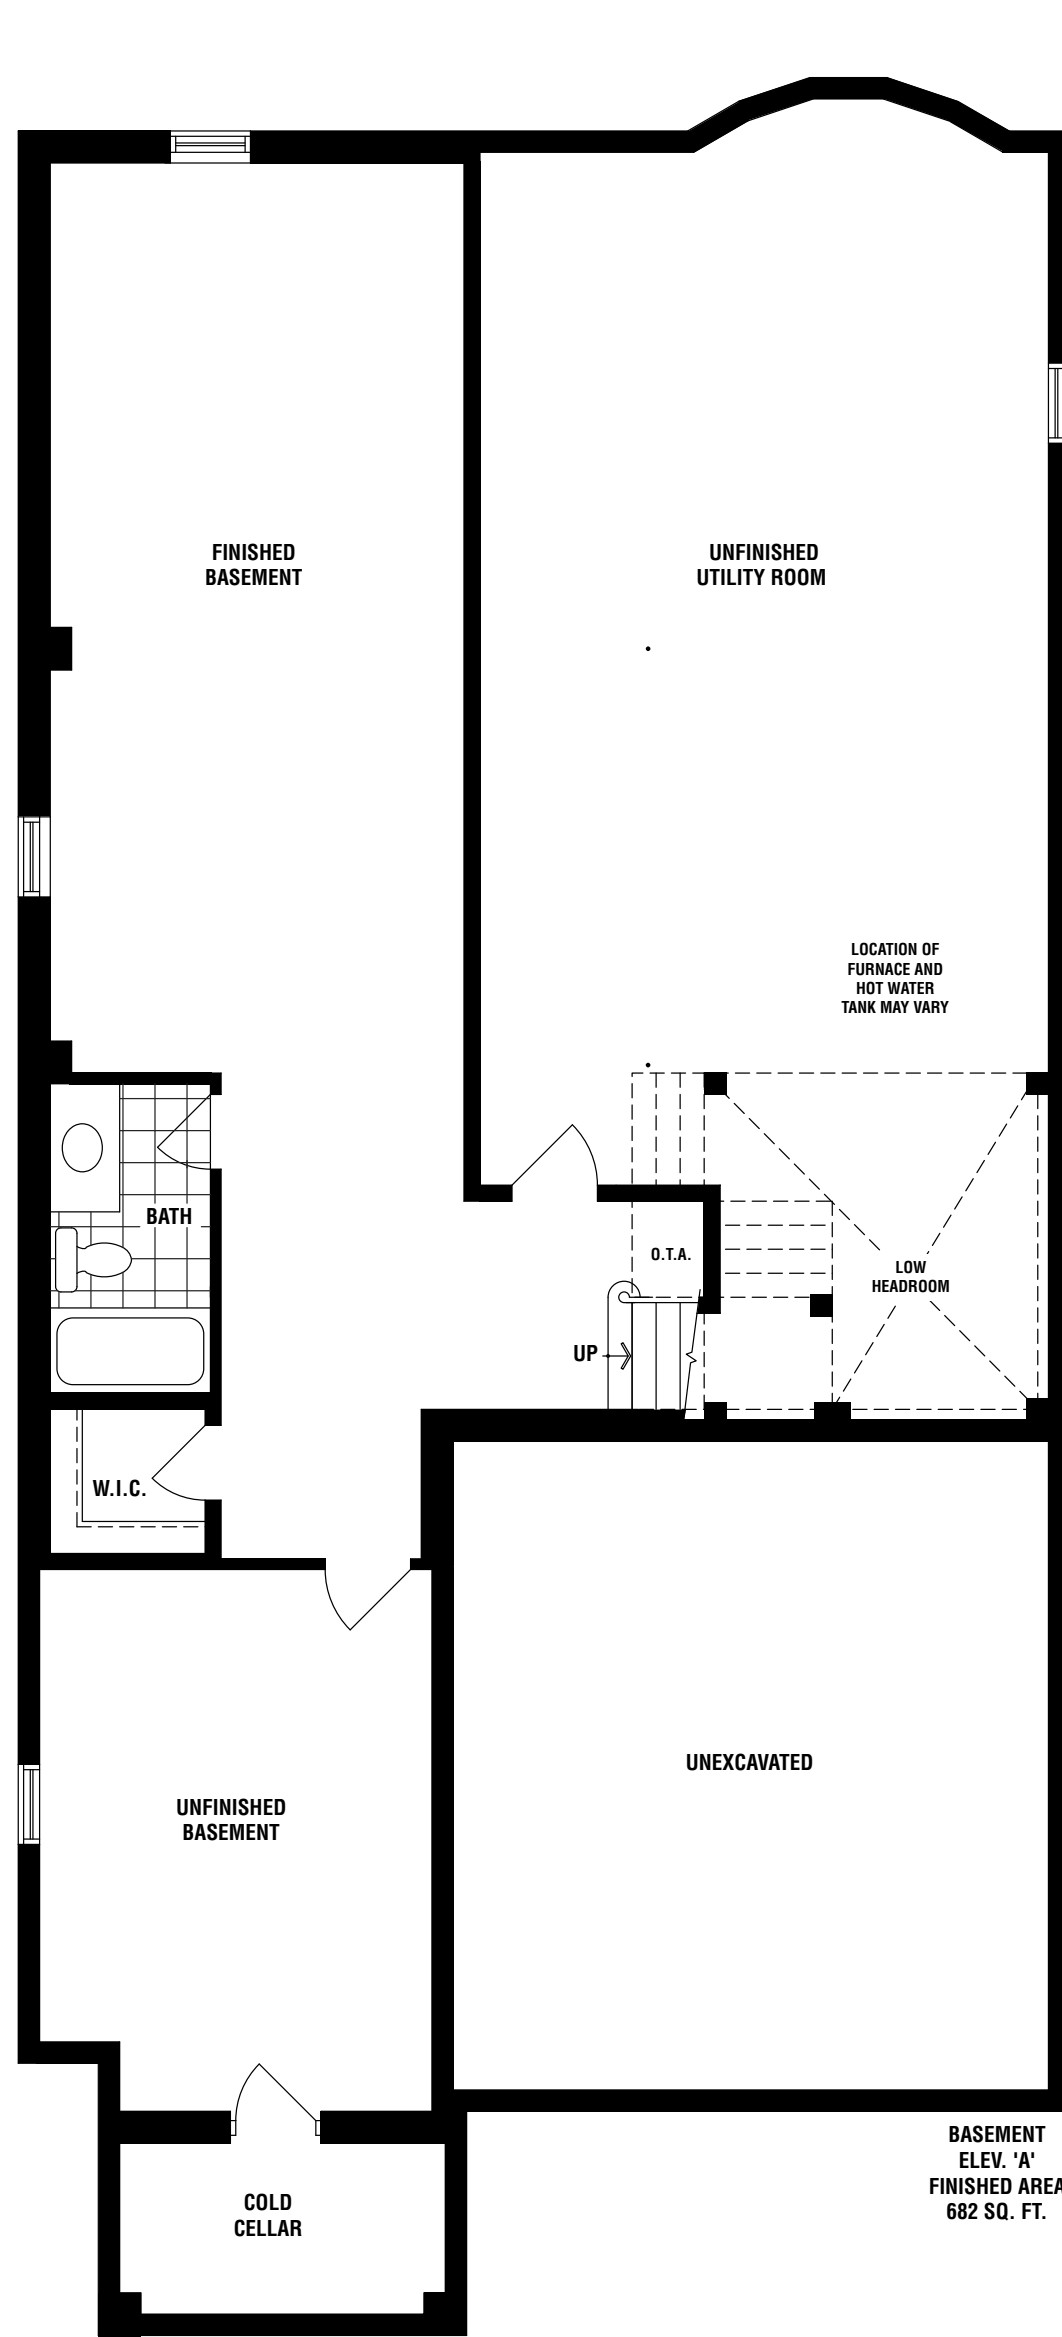 FINISHED
BASEMENT
UNFINISHED
UTILITY ROOM
LOCATION OF
FURNACE AND
HOT WATER
TANK MAY VARY
BATH
O.T.A.
LOW
HEADROOM
UP
W.I.C.
UNEXCAVATED
UNFINISHED
BASEMENT
COLD
CELLAR
BASEMENT
ELEV. 'A'
FINISHED AREA
682 SQ. FT.